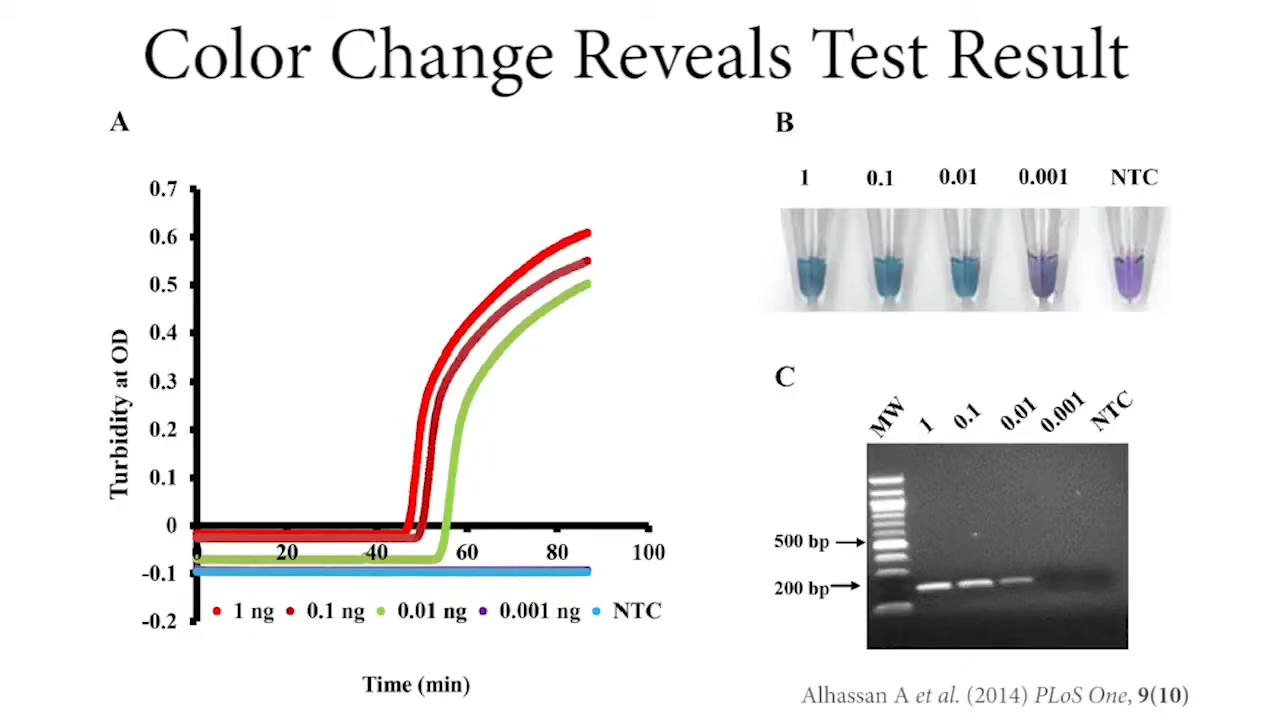 Color Change Reveals Test Result
A
0.7
0.6
0.5
0.4
0.3
0.2
0.1
0
-0.1
-0.2
Turbidity at OD
0 20 40 60 80 100
1 ng 0.1 ng 0.01 ng 0.001 ng NTC
Time (min)
B
1 0.1 0.01 0.001 NTC
C
MW 1 0.1 0.01 0.001 NTC
500 bp
200 bp
Alhassan A et al. (2014) PLoS One, 9(10)